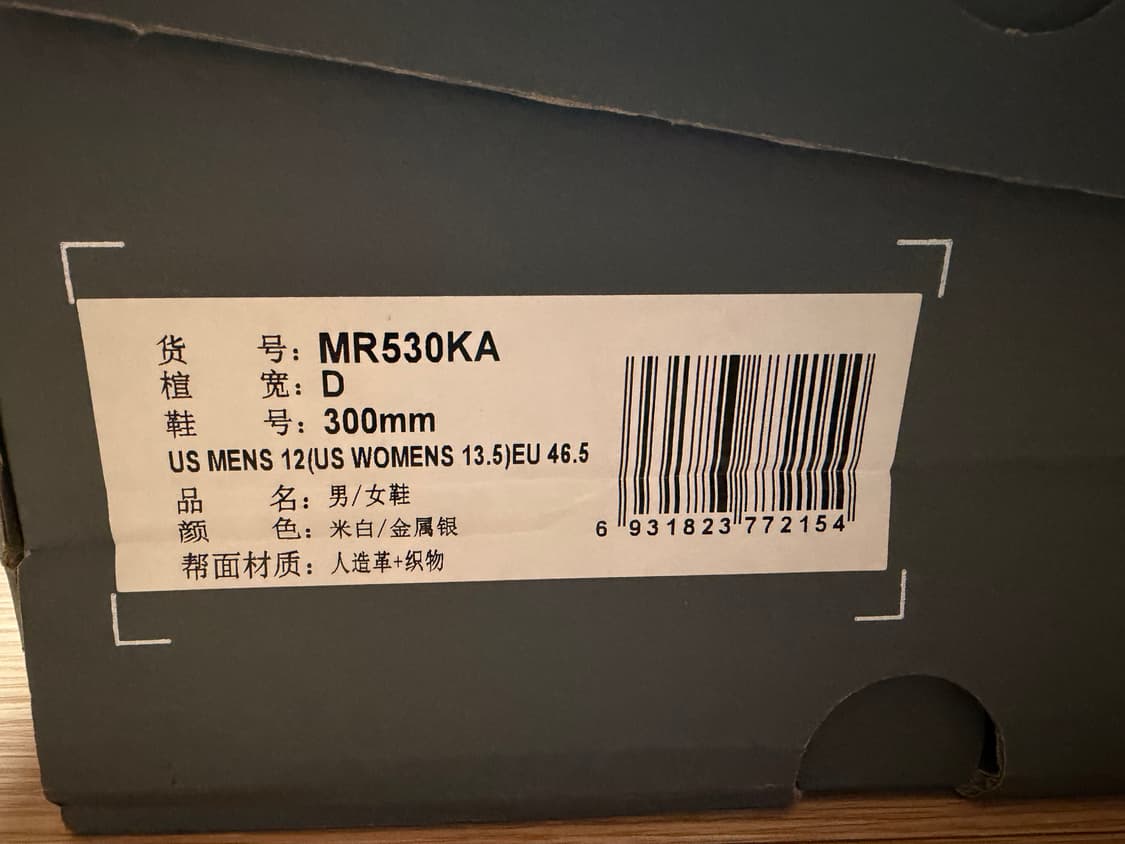 货 号：MR530KA
楦 宽：D
鞋 号：300mm
US MENS 12(US WOMENS 13.5)EU 46.5
品 名：男/女鞋
颜 色：米白/金属银
帮面材质：人造革+织物
6 931823 772154